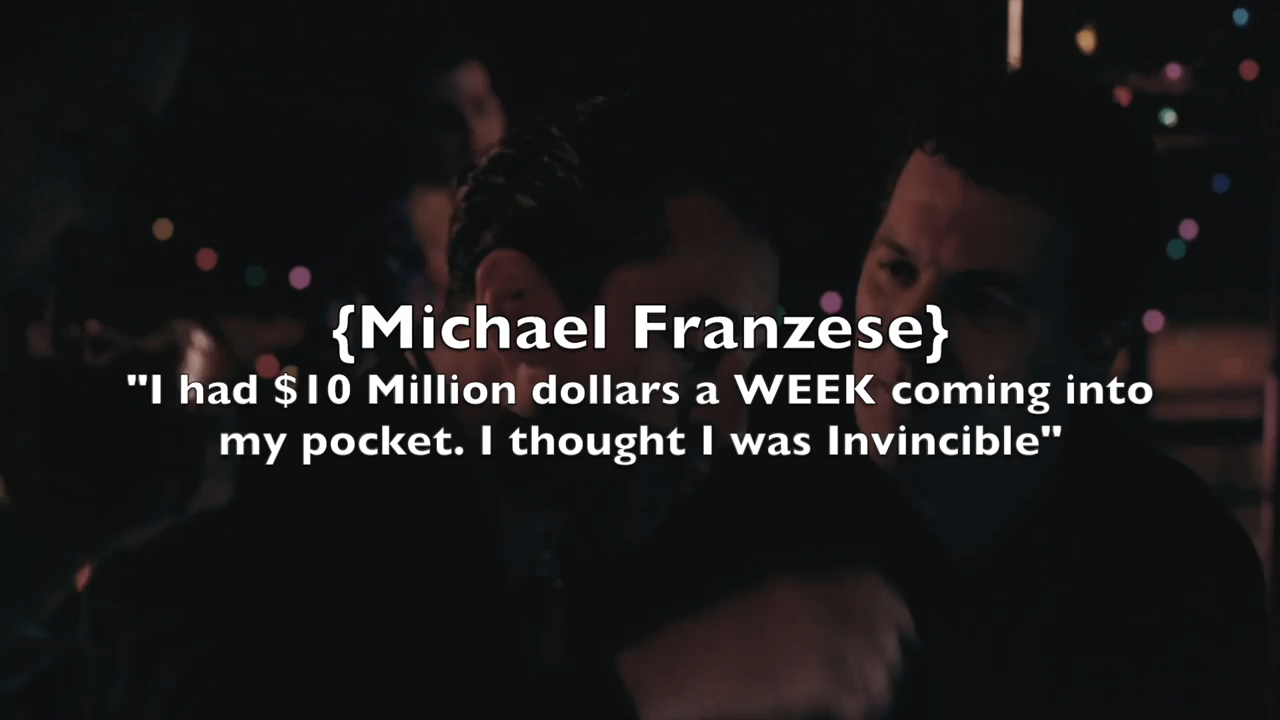 {Michael Franzese}
"I had $10 Million dollars a WEEK coming into
my pocket. I thought I was Invincible"